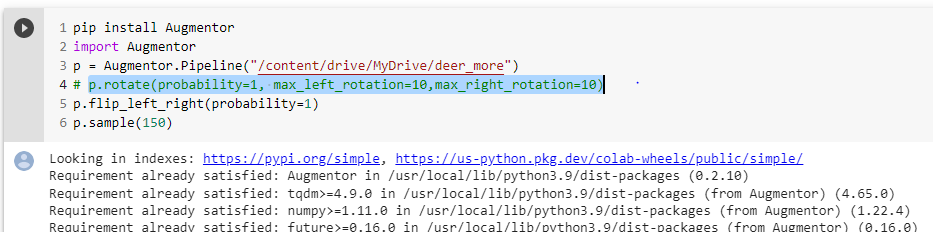 1 pip install Augmentor
2 import Augmentor
3 p = Augmentor.Pipeline("/content/drive/MyDrive/deer_more")
4 # p.rotate(probability=1, max_left_rotation=10,max_right_rotation=10)
5 p.flip_left_right(probability=1)
6 p.sample(150)
Looking in indexes: https://pypi.org/simple, https://us-python.pkg.dev/colab-wheels/public/simple/
Requirement already satisfied: Augmentor in /usr/local/lib/python3.9/dist-packages (0.2.10)
Requirement already satisfied: tqdm>=4.9.0 in /usr/local/lib/python3.9/dist-packages (from Augmentor) (4.65.0)
Requirement already satisfied: numpy>=1.11.0 in /usr/local/lib/python3.9/dist-packages (from Augmentor) (1.22.4)
Requirement already satisfied: future>=0.16.0 in /usr/local/lib/python3.9/dist-packages (from Augmentor) (0.16.0)